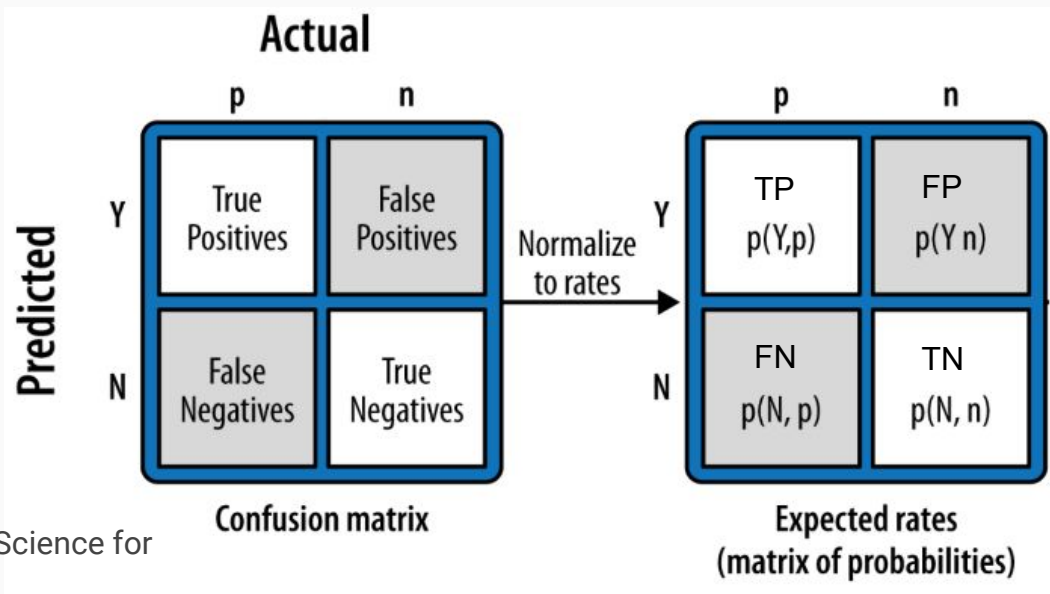 Actual
p n
p n
Predicted
Y
True
Positives
False
Positives
N
False
Negatives
True
Negatives
Confusion matrix
Normalize
to rates
Y
TP
p(Y,p)
FP
p(Y n)
N
FN
p(N, p)
TN
p(N, n)
Expected rates
(matrix of probabilities)
Science for